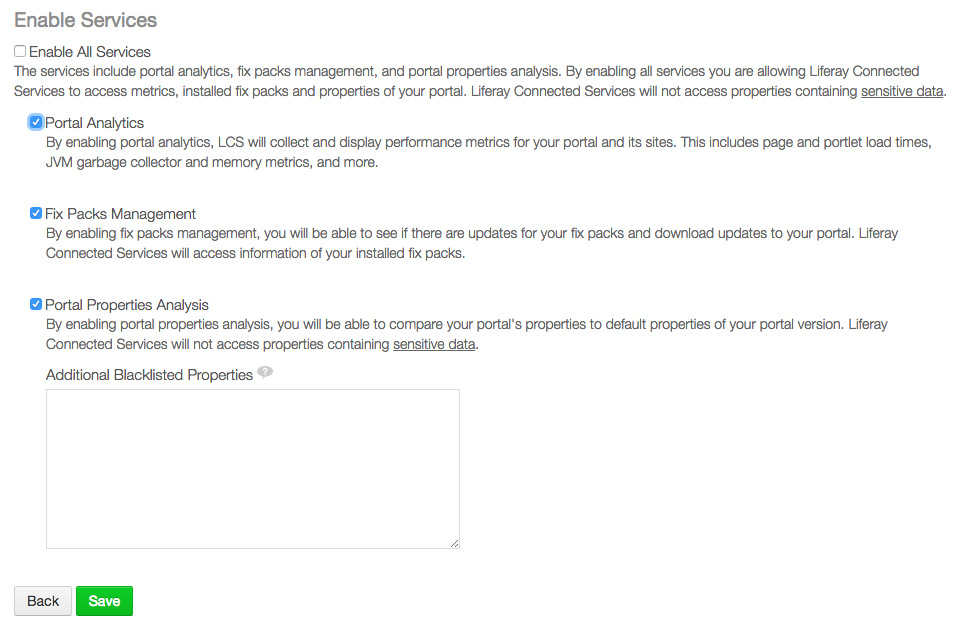 Enable Services
Enable All Services
The services include portal analytics, fix packs management, and portal properties analysis. By enabling all services you are allowing Liferay Connected
Services to access metrics, installed fix packs and properties of your portal. Liferay Connected Services will not access properties containing sensitive data.
Portal Analytics
By enabling portal analytics, LCS will collect and display performance metrics for your portal and its sites. This includes page and portlet load times,
JVM garbage collector and memory metrics, and more.
Fix Packs Management
By enabling fix packs management, you will be able to see if there are updates for your fix packs and download updates to your portal. Liferay
Connected Services will access information of your installed fix packs.
Portal Properties Analysis
By enabling portal properties analysis, you will be able to compare your portal's properties to default properties of your portal version. Liferay
Connected Services will not access properties containing sensitive data.
Additional Blacklisted Properties ?
Back Save